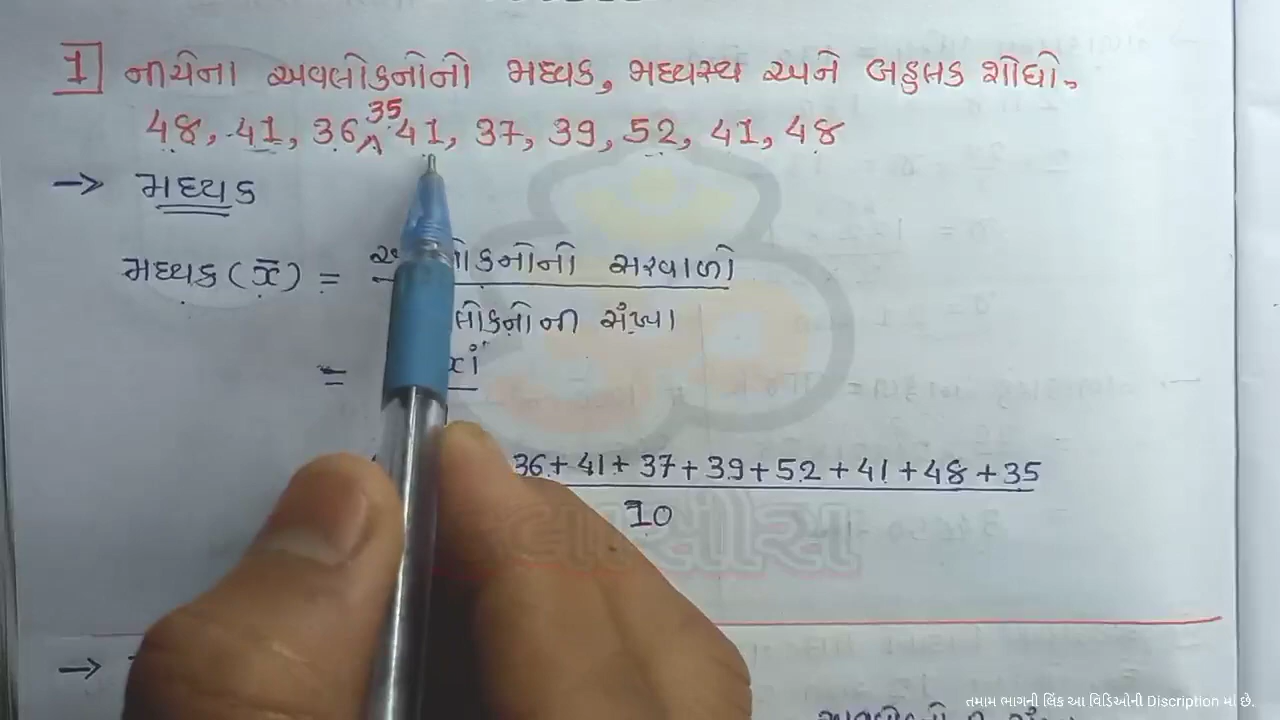 1 નીચેના અવલોકનોનો મધ્યક, મધ્યસ્થ અને બહુલક શોધો.
48, 41, 36, 35 41, 37, 39, 52, 41, 48
→ મધ્યક
મધ્યક (x̄) = અવલોકનોનો સરવાળો
લોકનોની સંખ્યા
= xi
36 + 41 + 37 + 39 + 52 + 41 + 48 + 35
10
→
તમામ ભાગની લિંક આ વિડિઓની Discription માં છે.